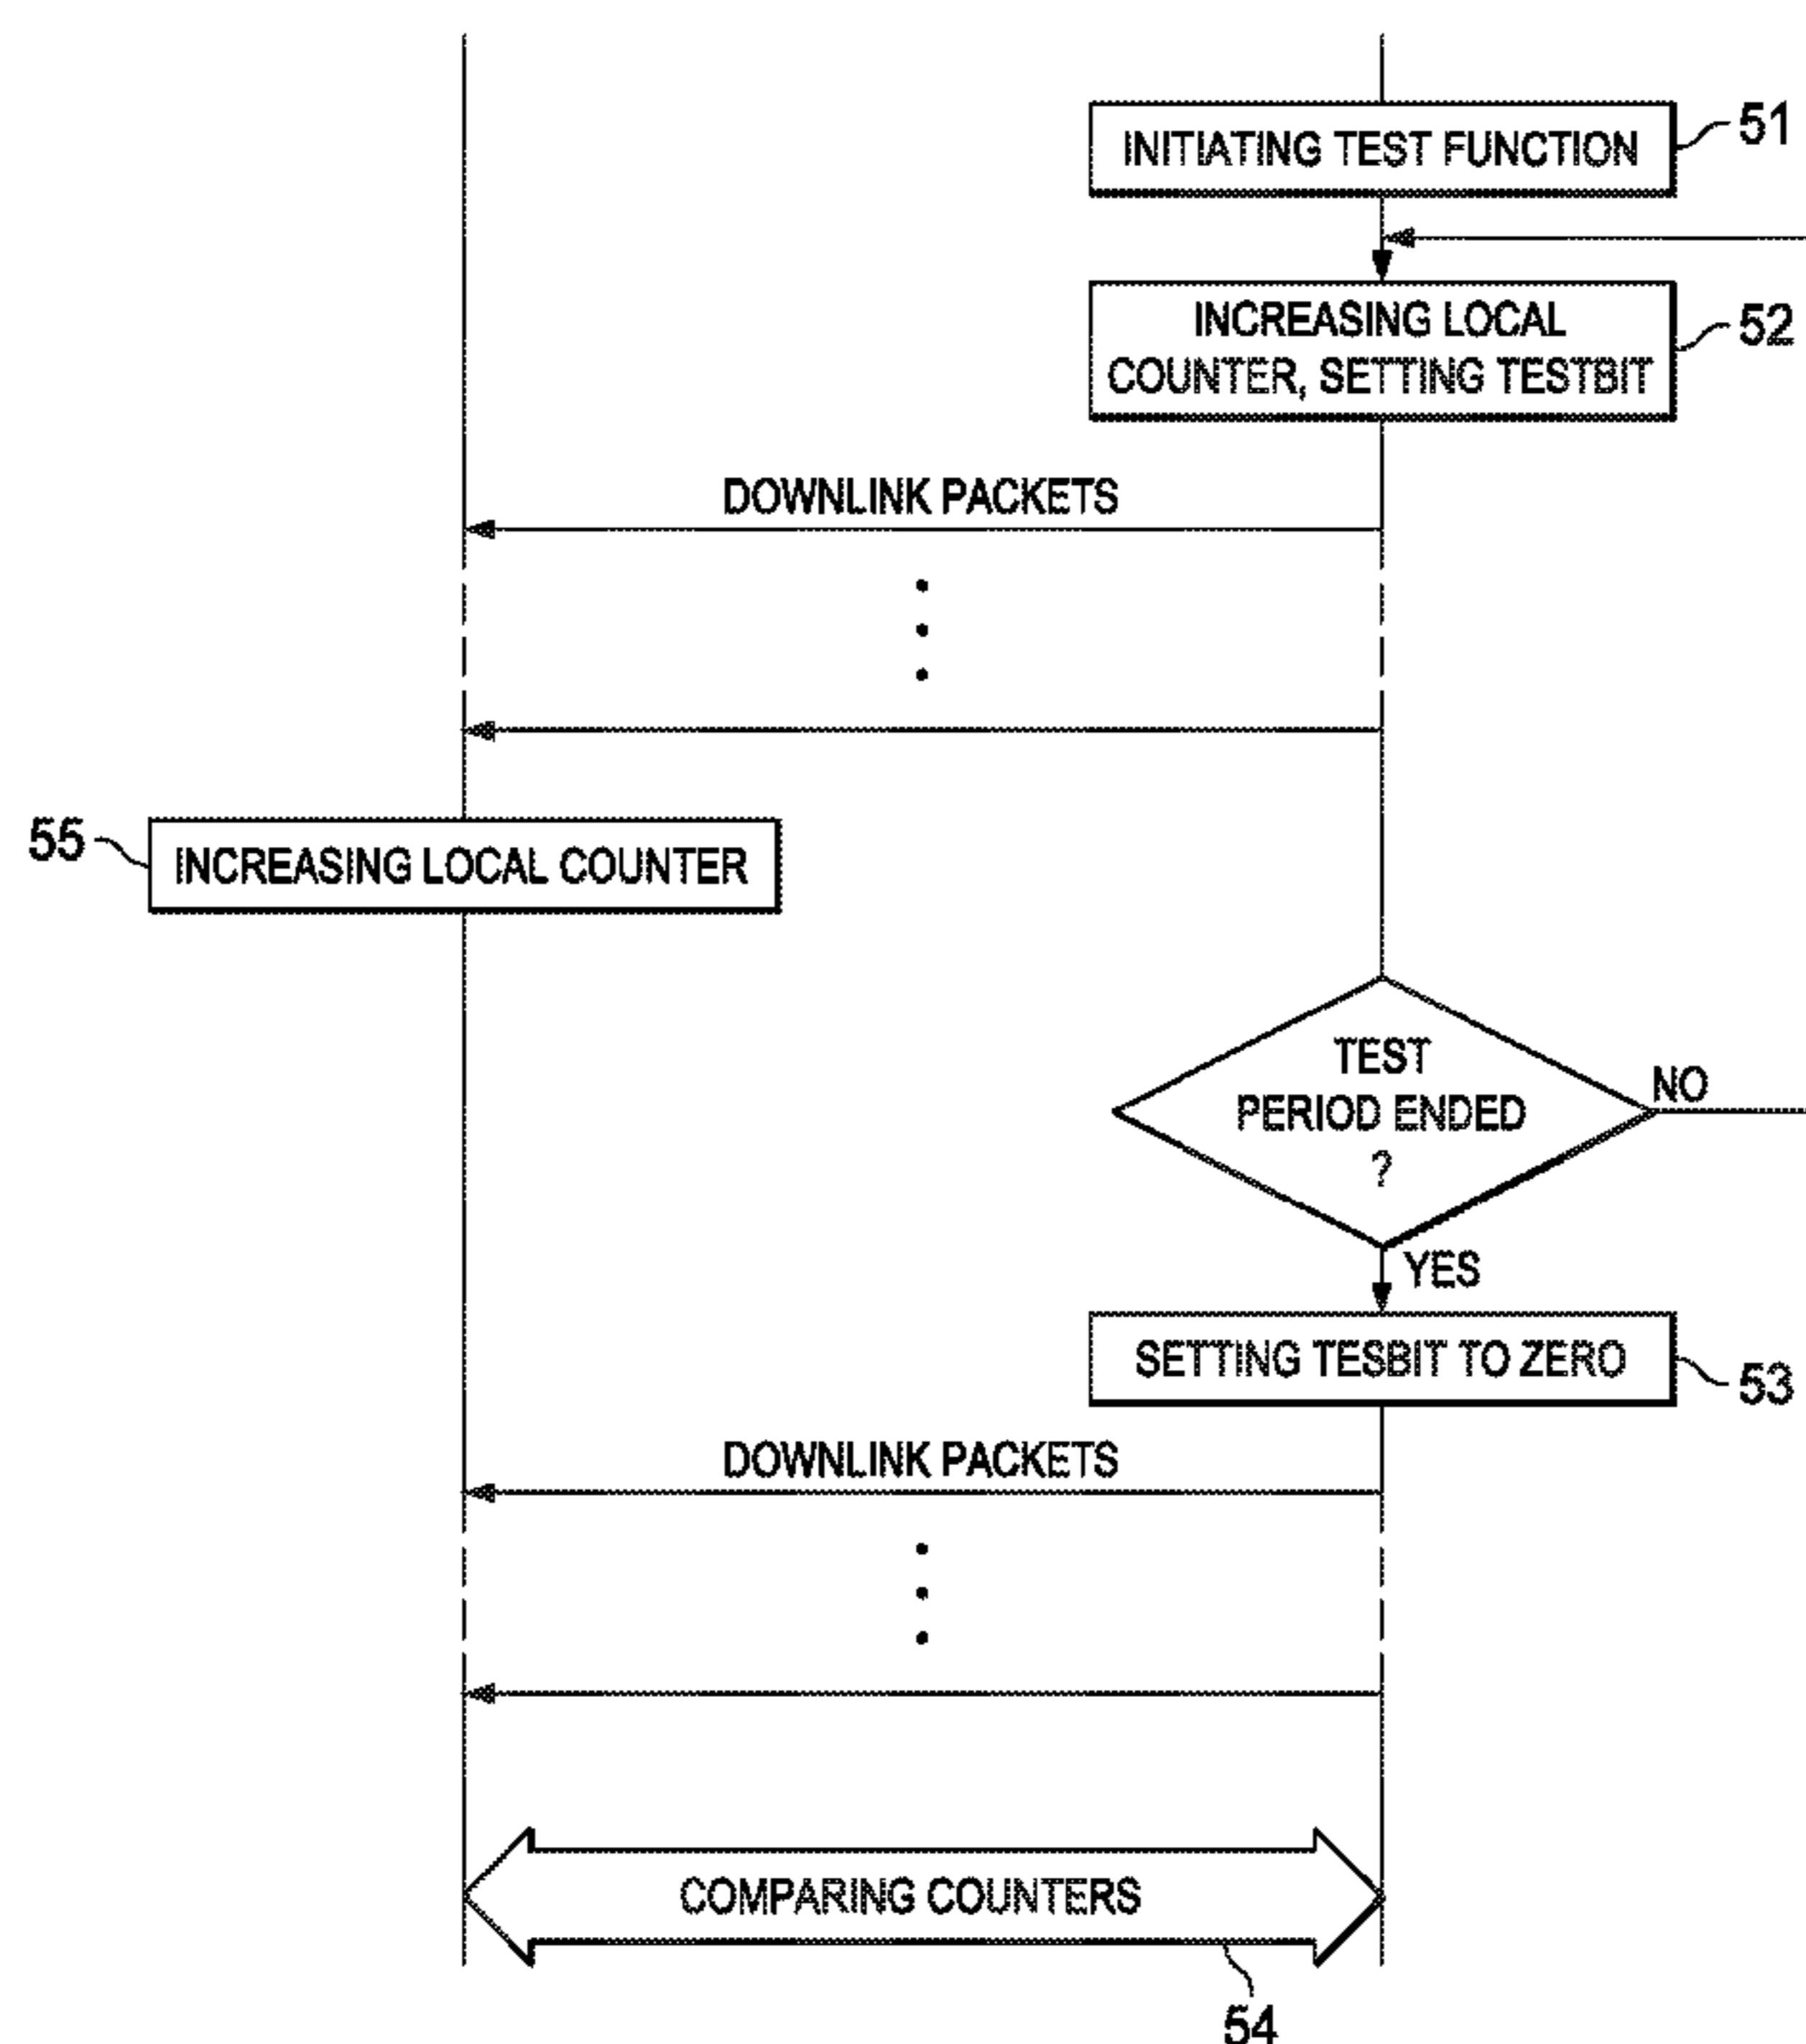 INITIATING TEST FUNCTION
51
INCREASING LOCAL
COUNTER, SETTING TESTBIT
52
DOWNLINK PACKETS
55
INCREASING LOCAL COUNTER
TEST
PERIOD ENDED
?
NO
YES
SETTING TESBIT TO ZERO
53
DOWNLINK PACKETS
COMPARING COUNTERS
54